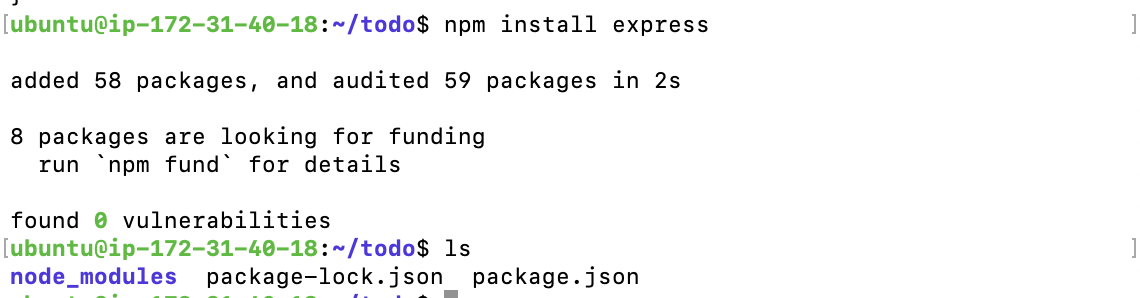 [ubuntu@ip-172-31-40-18:~/todo$ npm install express ]
added 58 packages, and audited 59 packages in 2s
8 packages are looking for funding
run `npm fund` for details
found 0 vulnerabilities
[ubuntu@ip-172-31-40-18:~/todo$ ls ]
node_modules package-lock.json package.json